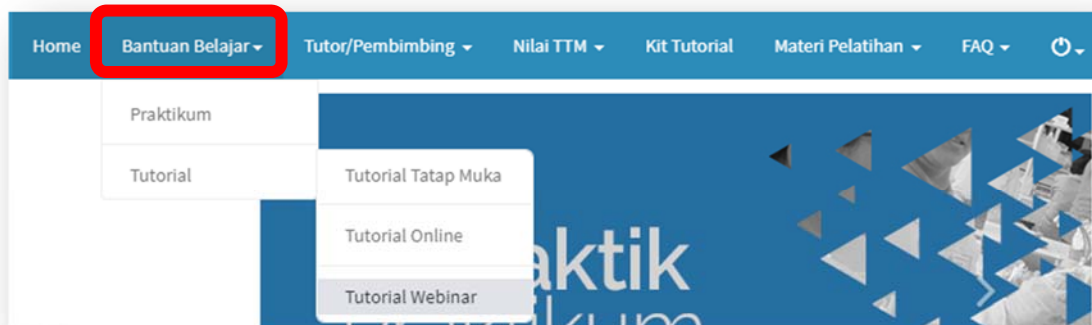 Home Bantuan Belajar Tutor/Pembimbing Nilai TTM Kit Tutorial Materi Pelatihan FAQ
Praktikum
Tutorial Tutorial Tatap Muka
Tutorial Online
aktik
Tutorial Webinar